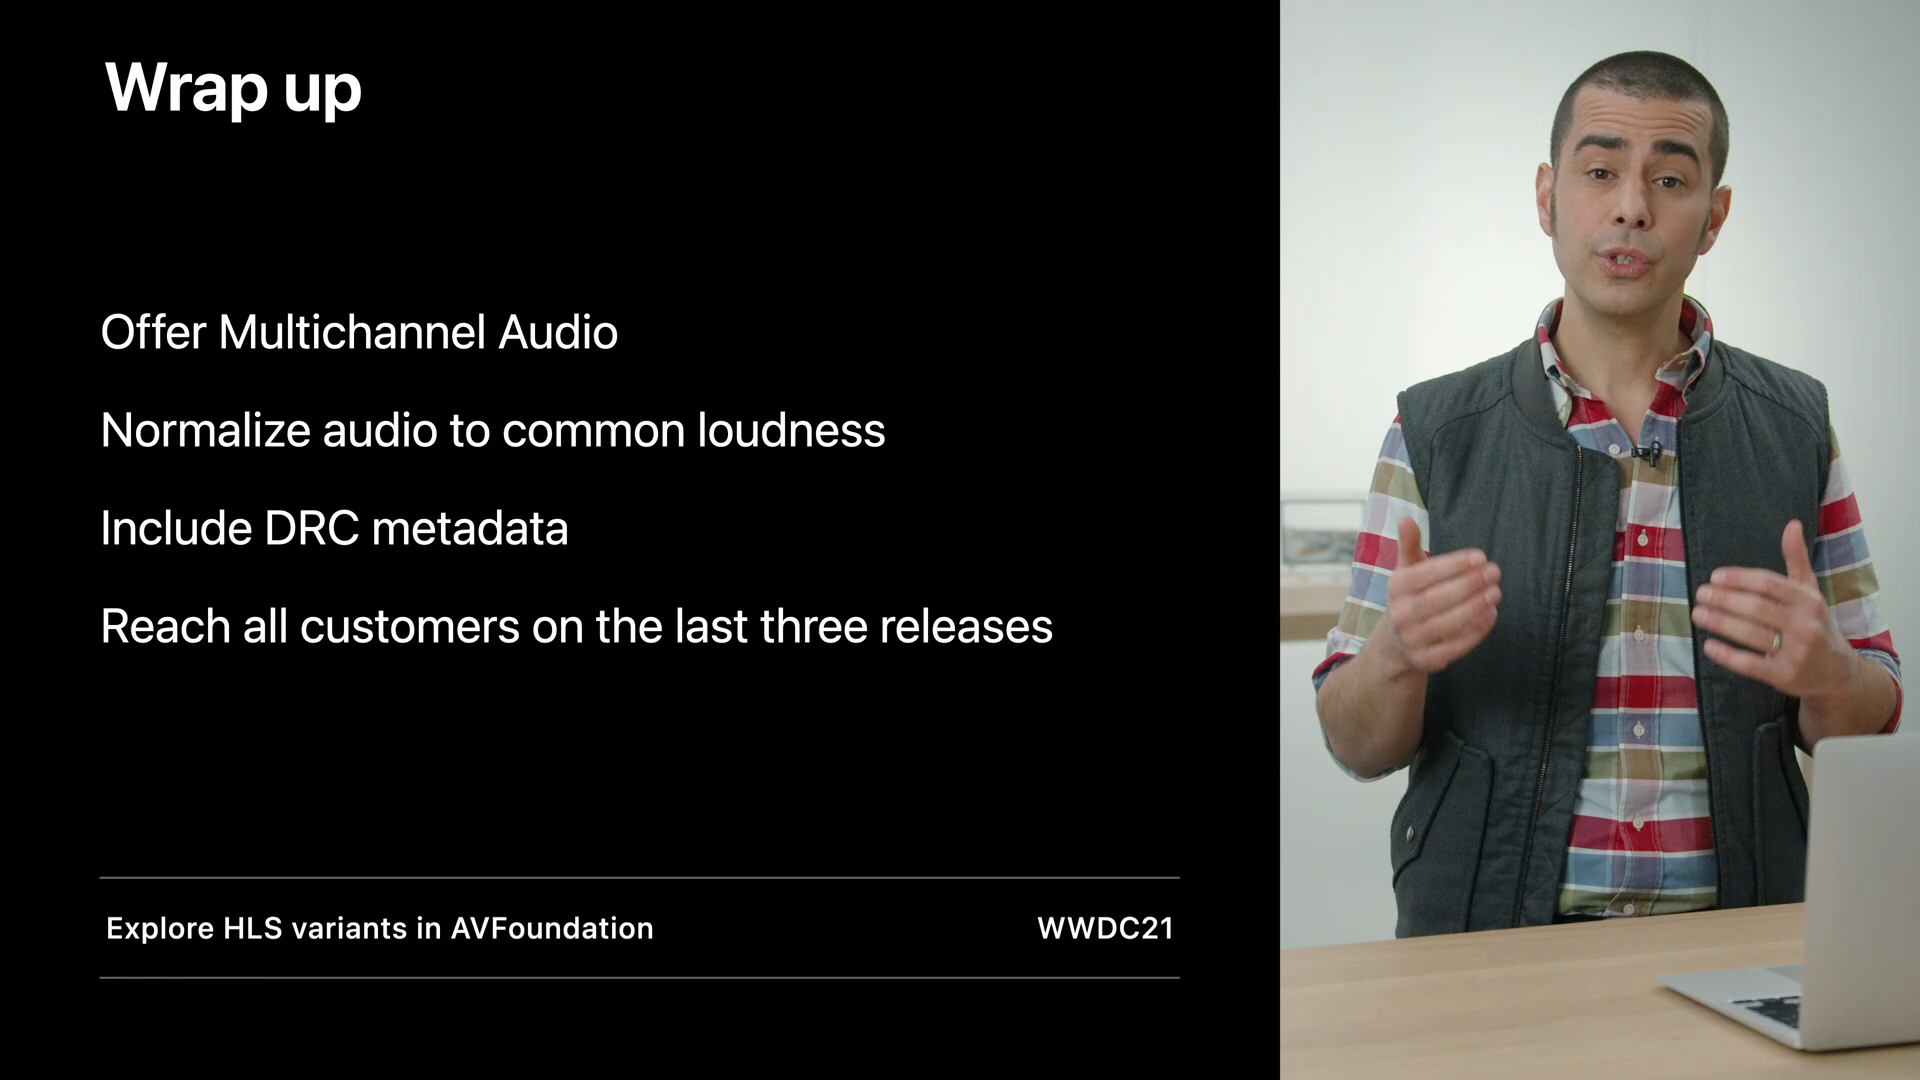 Wrap up
Offer Multichannel Audio
Normalize audio to common loudness
Include DRC metadata
Reach all customers on the last three releases
Explore HLS variants in AVFoundation
WWDC21